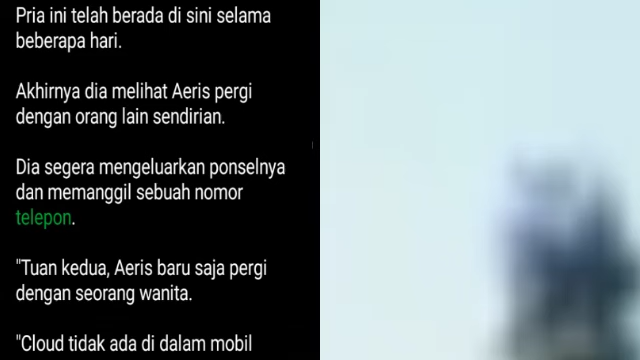 Pria ini telah berada di sini selama
beberapa hari.
Akhirnya dia melihat Aeris pergi
dengan orang lain sendirian.
Dia segera mengeluarkan ponselnya
dan memanggil sebuah nomor
telepon.
"Tuan kedua, Aeris baru saja pergi
dengan seorang wanita.
"Cloud tidak ada di dalam mobil